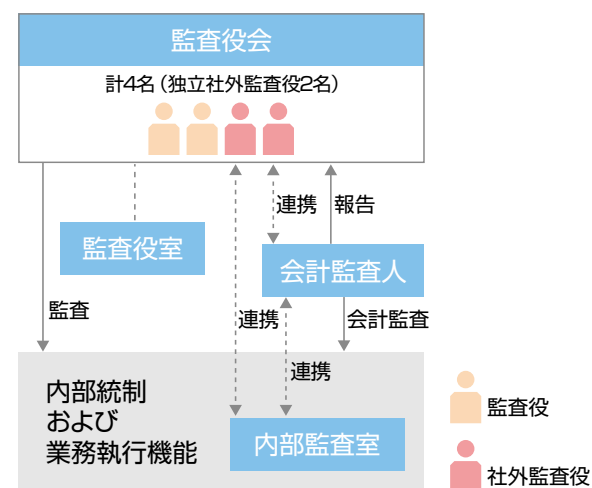 監査役会
計4名（独立社外監査役2名）
連携
報告
監査役室
会計監査人
監査
連携
会計監査
連携
内部統制
および
業務執行機能
内部監査室
監査役
社外監査役